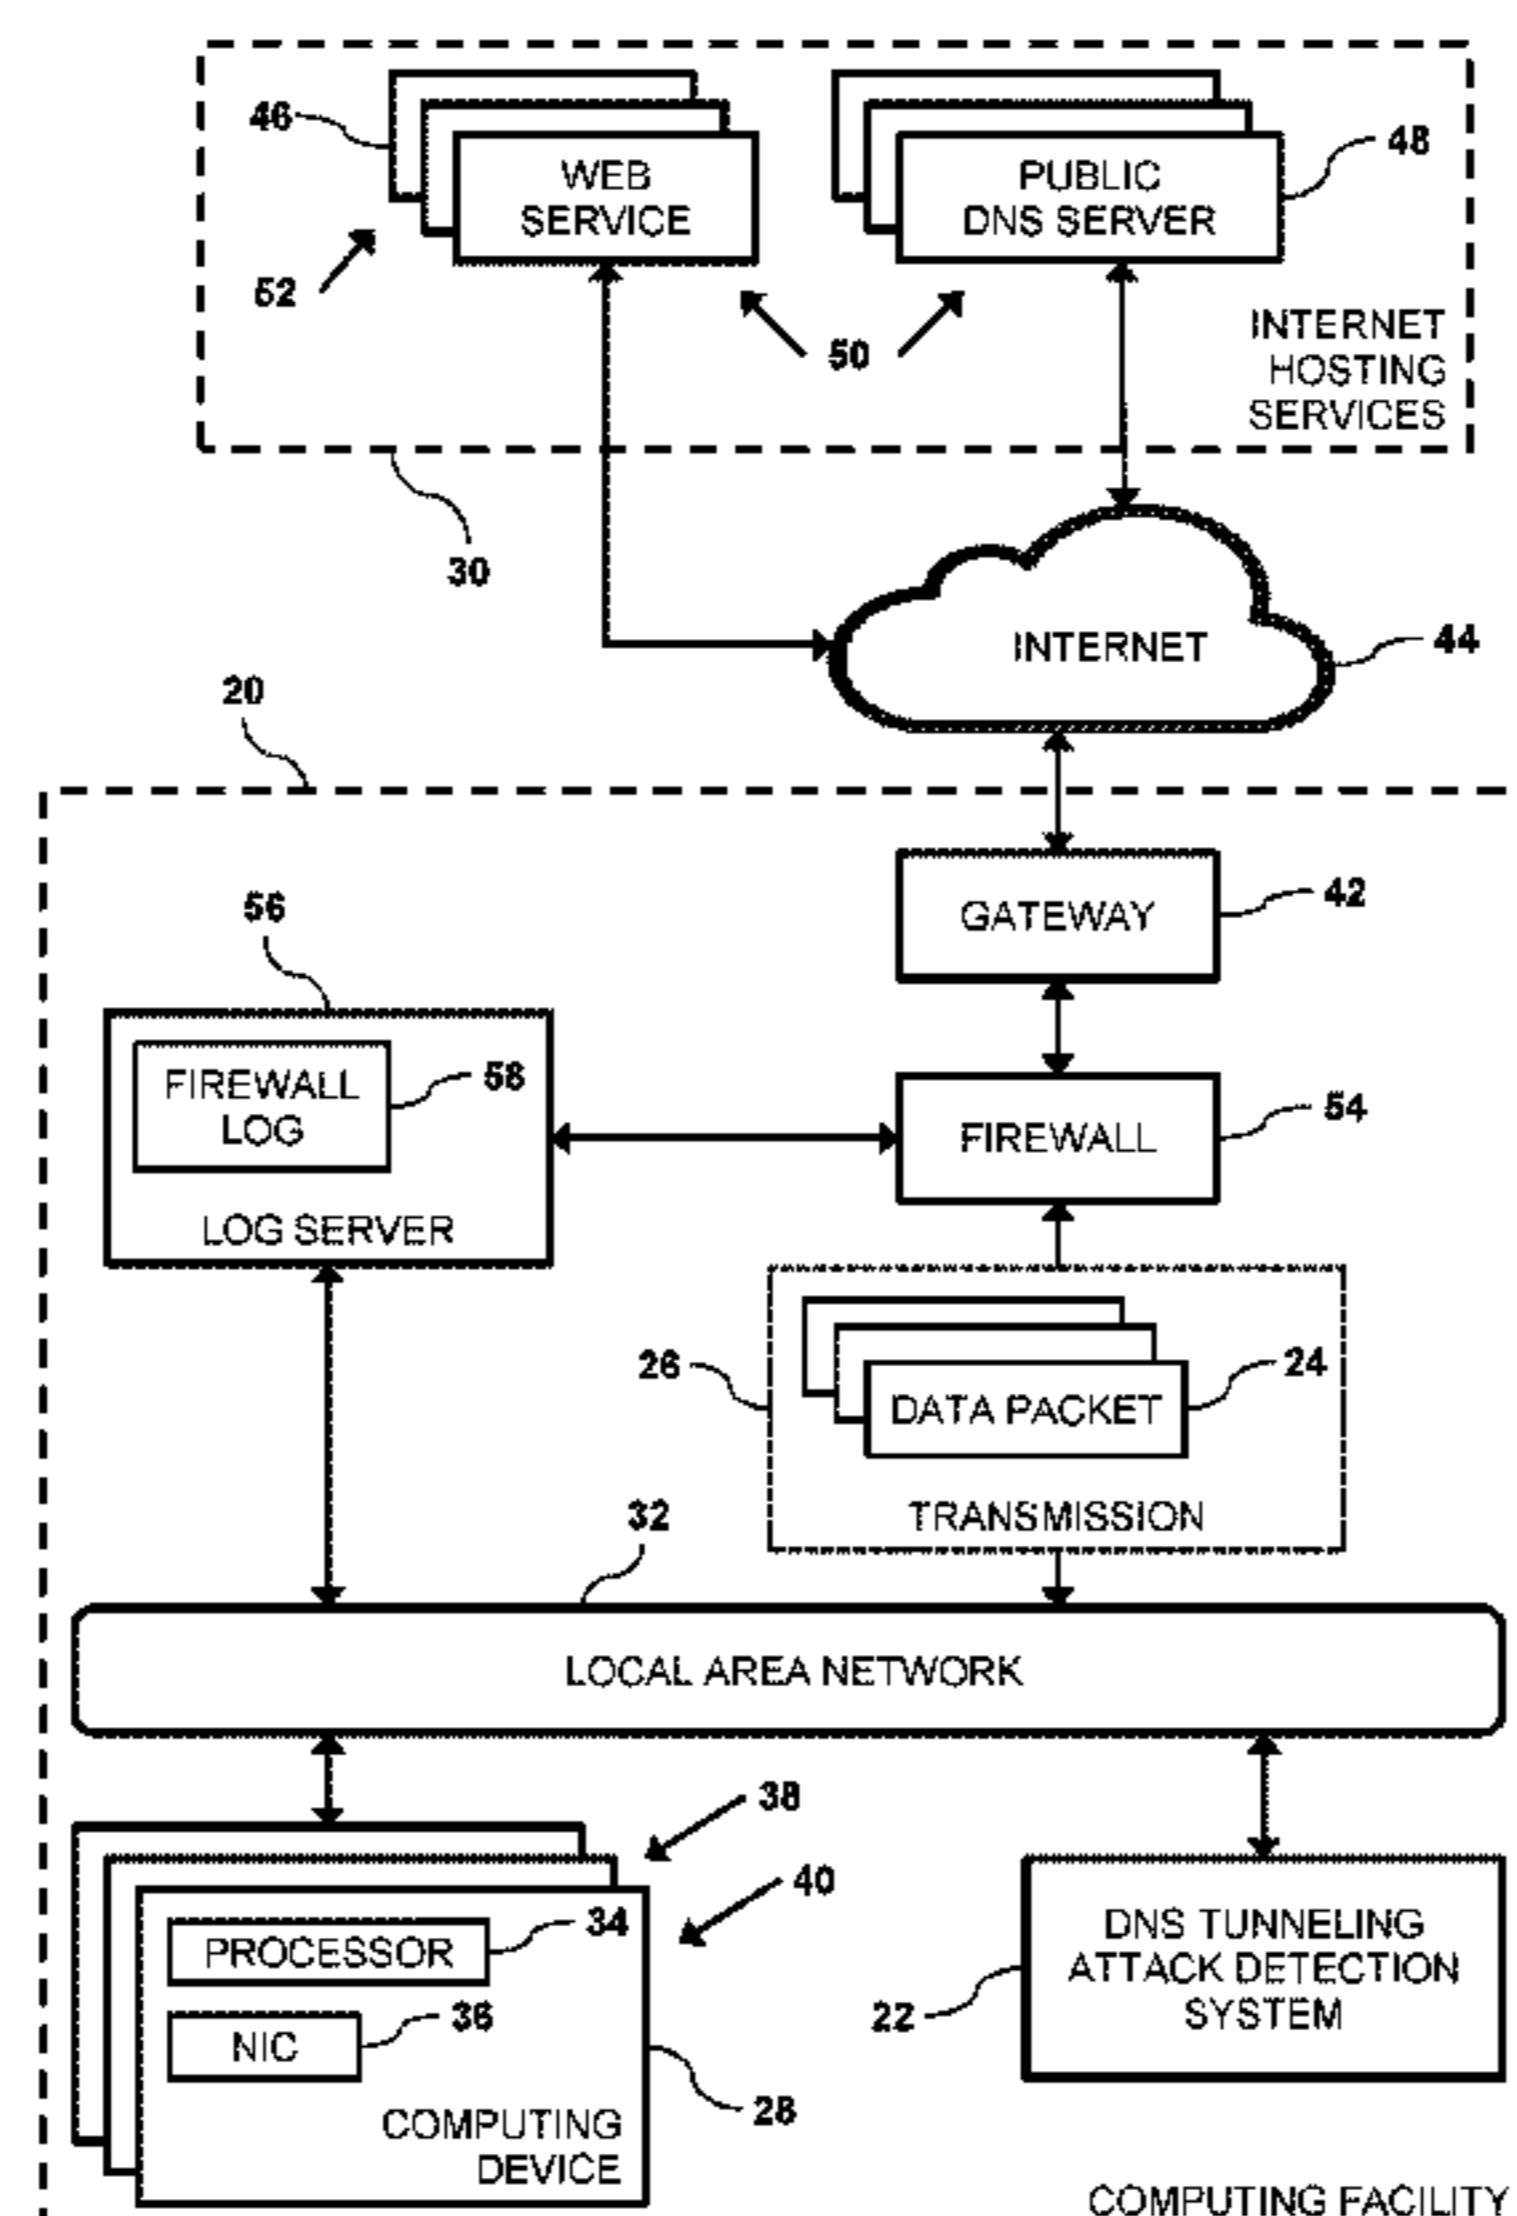 46
WEB
SERVICE
PUBLIC
DNS SERVER
48
52
50
INTERNET
HOSTING
SERVICES
30
INTERNET
44
20
GATEWAY
42
56
FIREWALL
LOG
58
LOG SERVER
FIREWALL
54
26
DATA PACKET
24
TRANSMISSION
32
LOCAL AREA NETWORK
38
40
PROCESSOR
34
NIC
36
COMPUTING
DEVICE
28
DNS TUNNELING
ATTACK DETECTION
SYSTEM
22
COMPUTING FACILITY